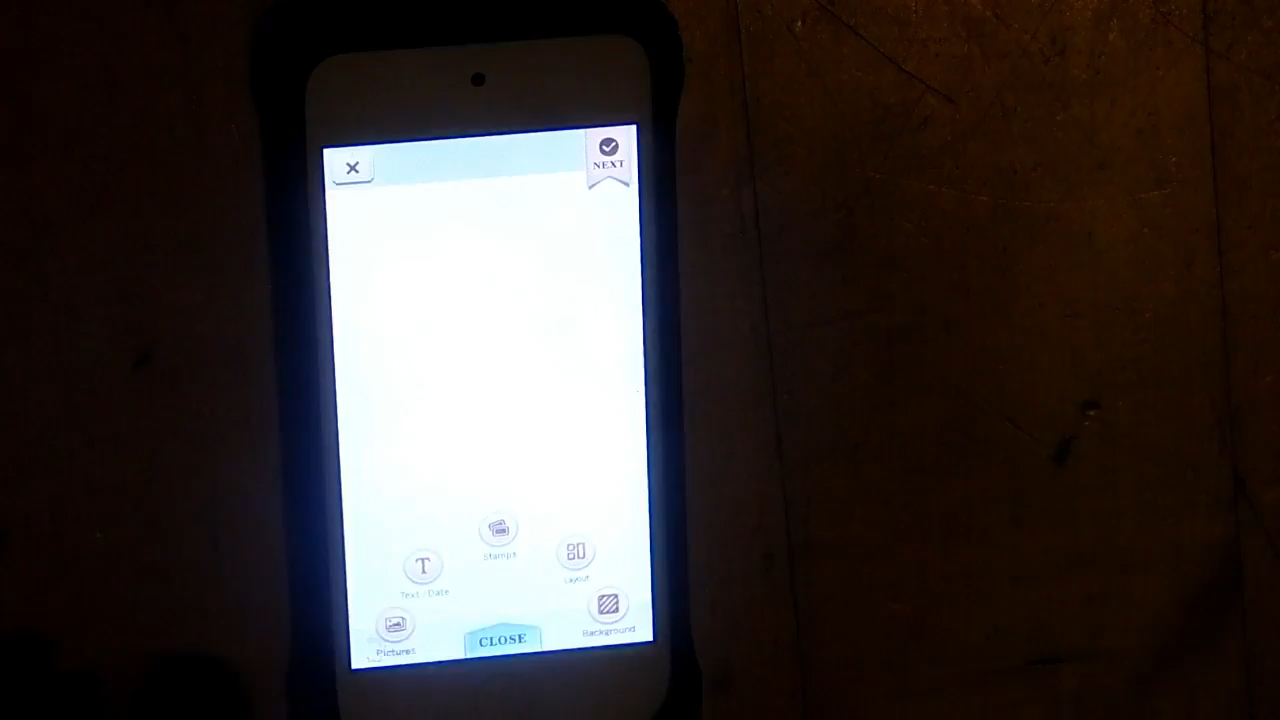 NEXT
Stamps
Text / Date
Layout
Background
CLOSE
Pictures